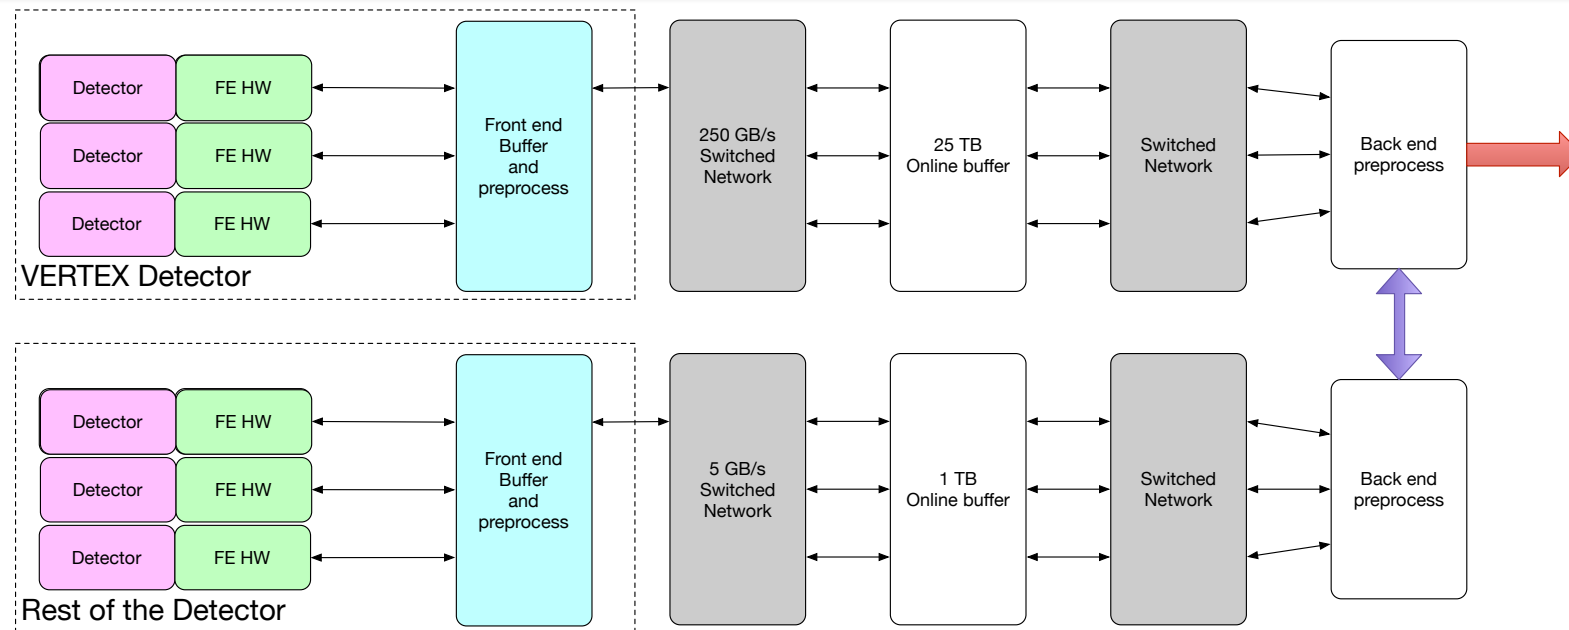 Detector
FE HW
Detector
FE HW
Detector
FE HW
VERTEX Detector
Front end
Buffer
and
preprocess
250 GB/s
Switched
Network
25 TB
Online buffer
Switched
Network
Back end
preprocess
Detector
FE HW
Detector
FE HW
Detector
FE HW
Rest of the Detector
Front end
Buffer
and
preprocess
5 GB/s
Switched
Network
1 TB
Online buffer
Switched
Network
Back end
preprocess